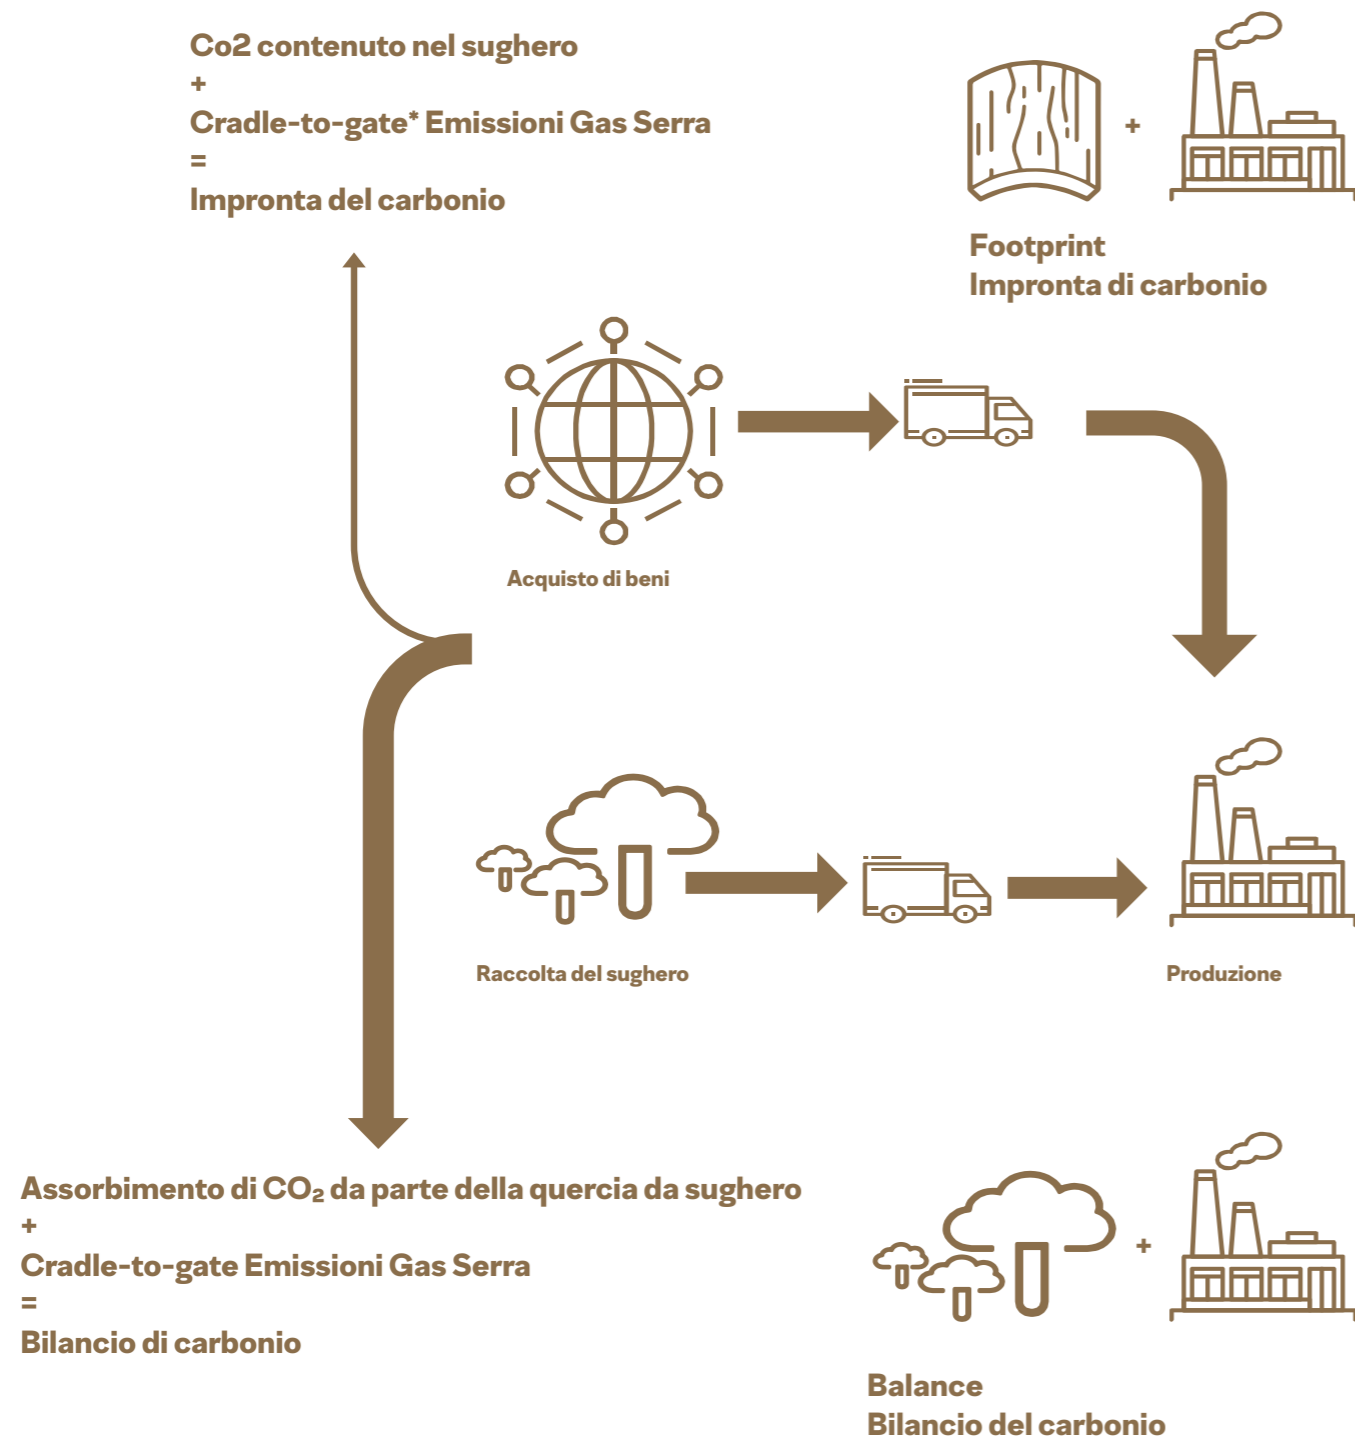 Co2 contenuto nel sughero
+
Cradle-to-gate* Emissioni Gas Serra
=
Impronta del carbonio
+
Footprint
Impronta di carbonio
Acquisto di beni
Raccolta del sughero
Produzione
Assorbimento di CO₂ da parte della quercia da sughero
+
Cradle-to-gate Emissioni Gas Serra
=
Bilancio di carbonio
+
Balance
Bilancio del carbonio